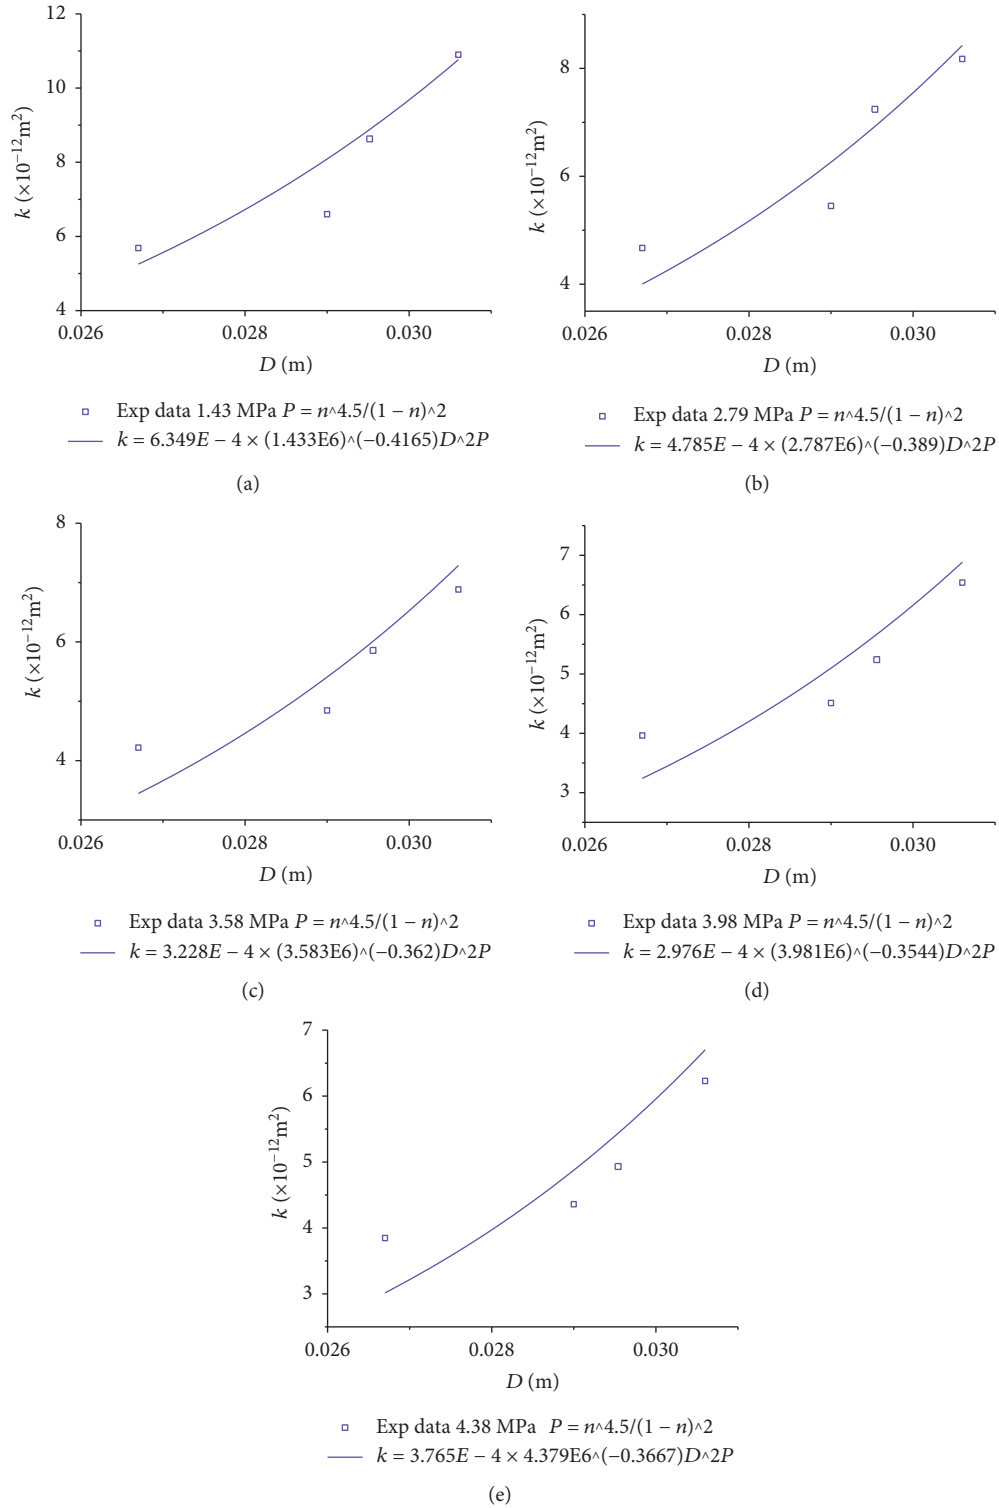 12
10
8
6
4
k (×10−12m2)
0.026 0.028 0.030
D (m)
Exp data 1.43 MPa P = n^4.5/(1 − n)^2
k = 6.349E − 4 × (1.433E6)^(−0.4165)D^2P
(a)
8
6
4
k (×10−12m2)
0.026 0.028 0.030
D (m)
Exp data 2.79 MPa P = n^4.5/(1 − n)^2
k = 4.785E − 4 × (2.787E6)^(−0.389)D^2P
(b)
8
6
4
k (×10−12m2)
0.026 0.028 0.030
D (m)
Exp data 3.58 MPa P = n^4.5/(1 − n)^2
k = 3.228E − 4 × (3.583E6)^(−0.362)D^2P
(c)
7
6
5
4
3
k (×10−12m2)
0.026 0.028 0.030
D (m)
Exp data 3.98 MPa P = n^4.5/(1 − n)^2
k = 2.976E − 4 × (3.981E6)^(−0.3544)D^2P
(d)
7
6
5
4
3
k (×10−12m2)
0.026 0.028 0.030
D (m)
Exp data 4.38 MPa P = n^4.5/(1 − n)^2
k = 3.765E − 4 × 4.379E6^(−0.3667)D^2P
(e)